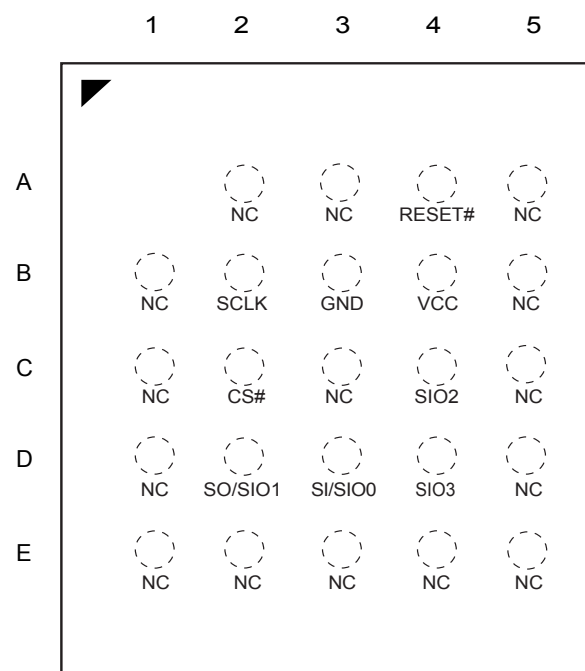 1 2 3 4 5
A
NC NC RESET# NC
B
NC SCLK GND VCC NC
C
NC CS# NC SIO2 NC
D
NC SO/SIO1 SI/SIO0 SIO3 NC
E
NC NC NC NC NC